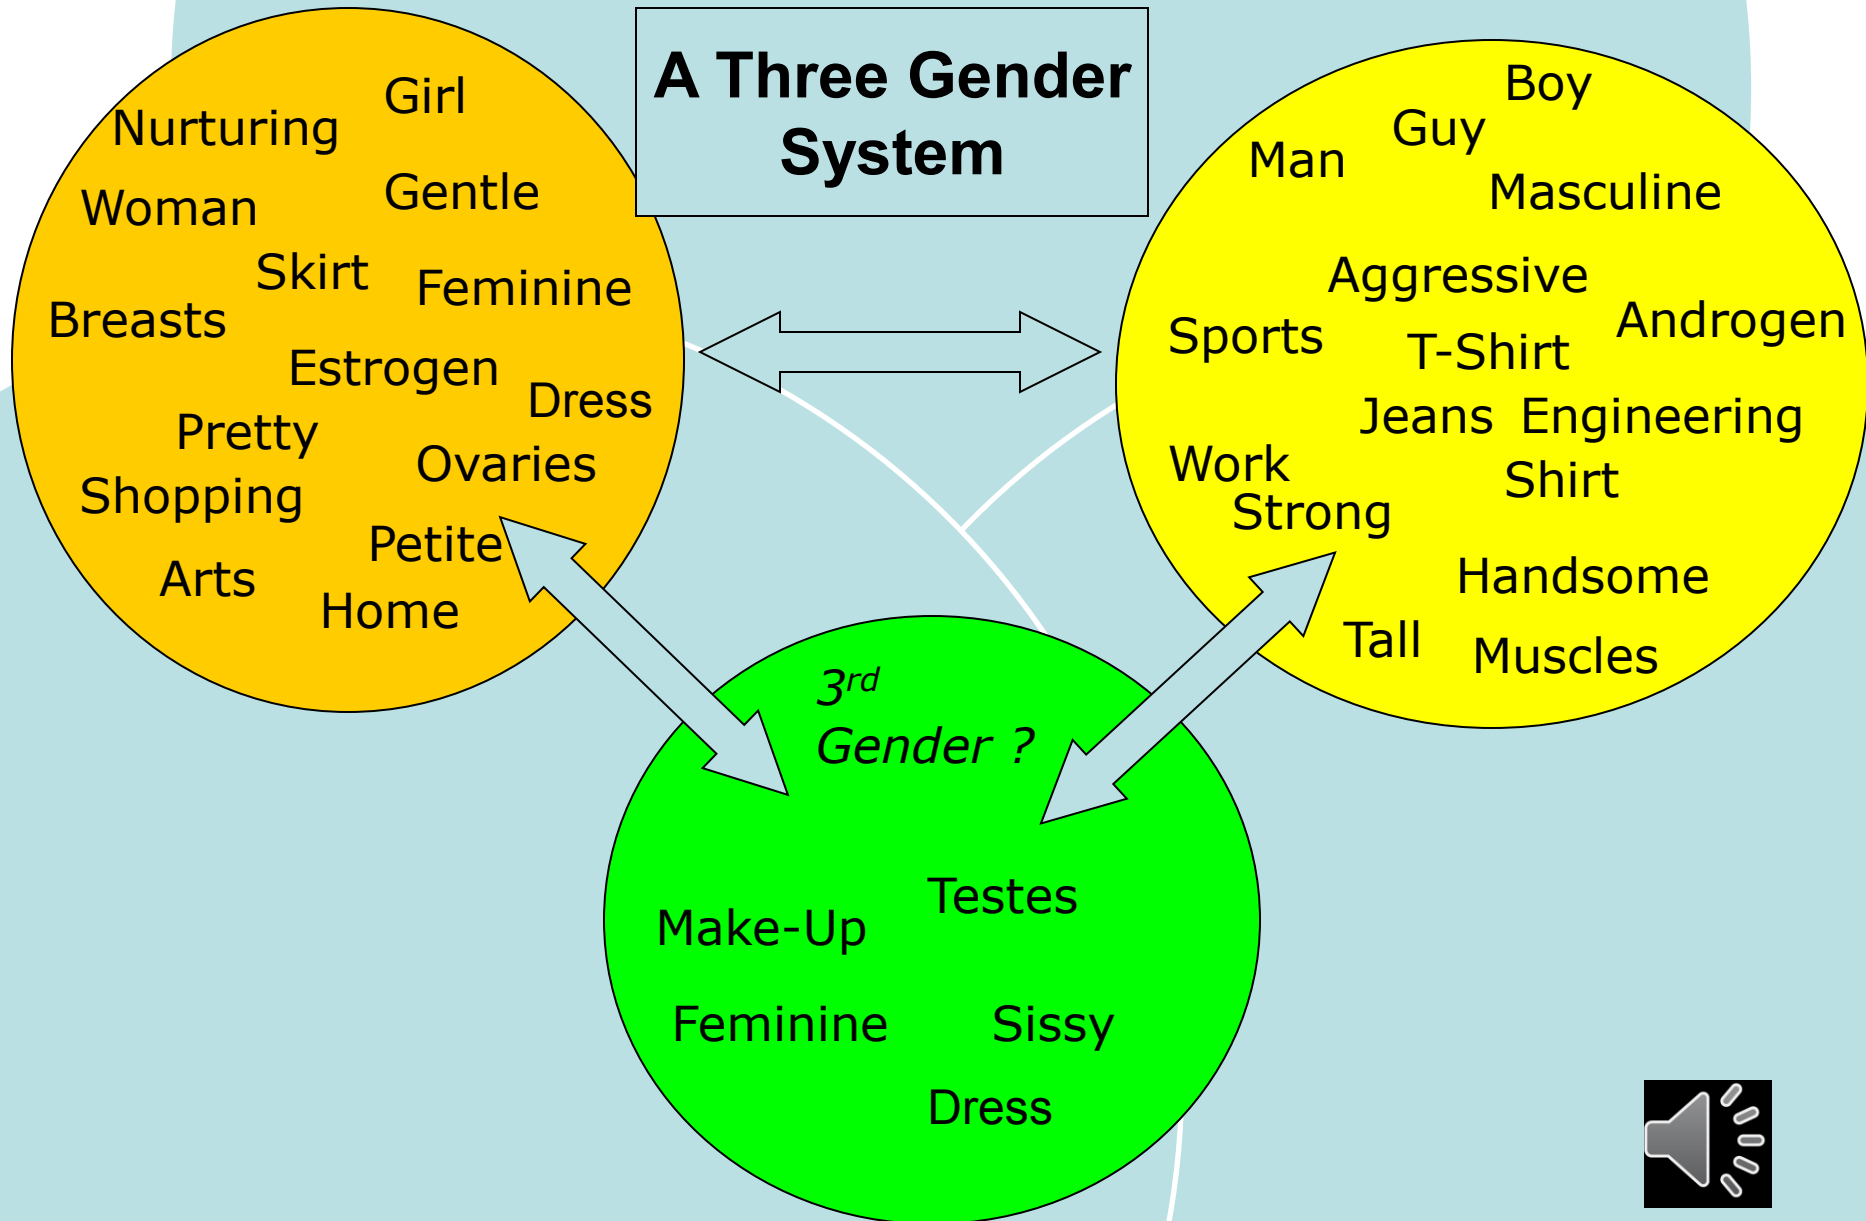 A Three Gender
System
Girl
Nurturing
Gentle
Woman
Skirt
Feminine
Breasts
Estrogen
Dress
Pretty
Ovaries
Shopping
Petite
Arts
Home
Boy
Guy
Man
Masculine
Aggressive
Androgen
Sports
T-Shirt
Jeans
Engineering
Work
Shirt
Strong
Handsome
Tall
Muscles
3rd
Gender ?
Testes
Make-Up
Feminine
Sissy
Dress